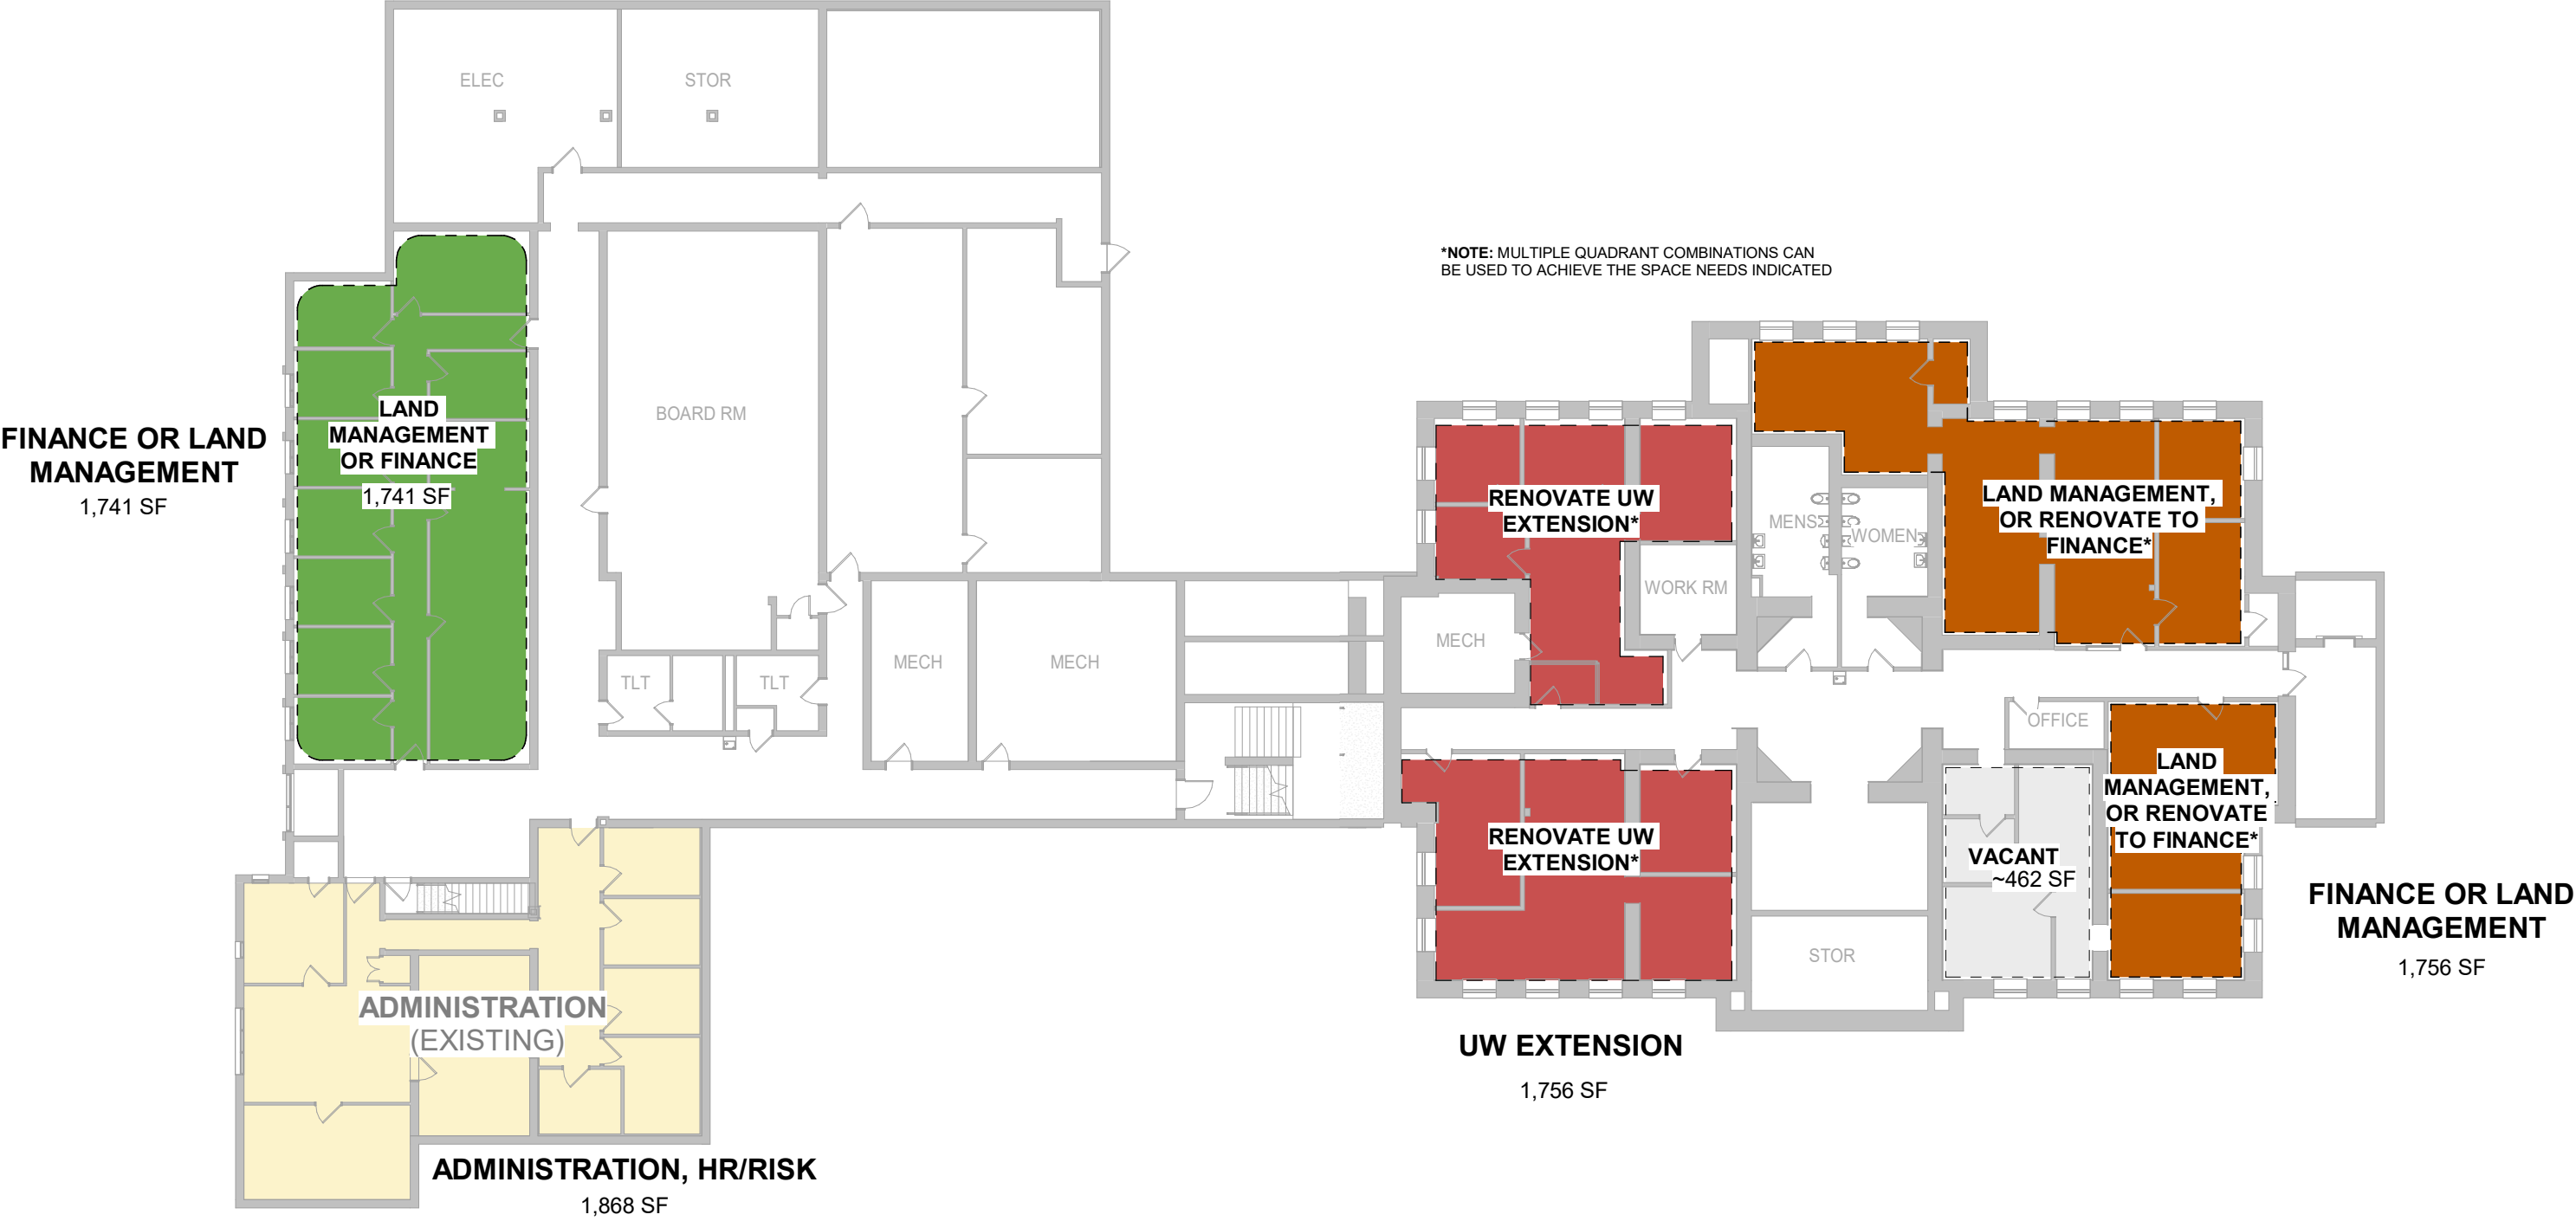 ELEC
STOR
*NOTE: MULTIPLE QUADRANT COMBINATIONS CAN
BE USED TO ACHIEVE THE SPACE NEEDS INDICATED
FINANCE OR LAND
MANAGEMENT
1,741 SF
LAND
MANAGEMENT
OR FINANCE
1,741 SF
BOARD RM
RENOVATE UW
EXTENSION*
MENS
WOMEN
LAND MANAGEMENT,
OR RENOVATE TO
FINANCE*
WORK RM
MECH
TLT
TLT
MECH
MECH
OFFICE
LAND
MANAGEMENT,
OR RENOVATE
TO FINANCE*
RENOVATE UW
EXTENSION*
VACANT
~462 SF
STOR
FINANCE OR LAND
MANAGEMENT
1,756 SF
ADMINISTRATION
(EXISTING)
UW EXTENSION
1,756 SF
ADMINISTRATION, HR/RISK
1,868 SF